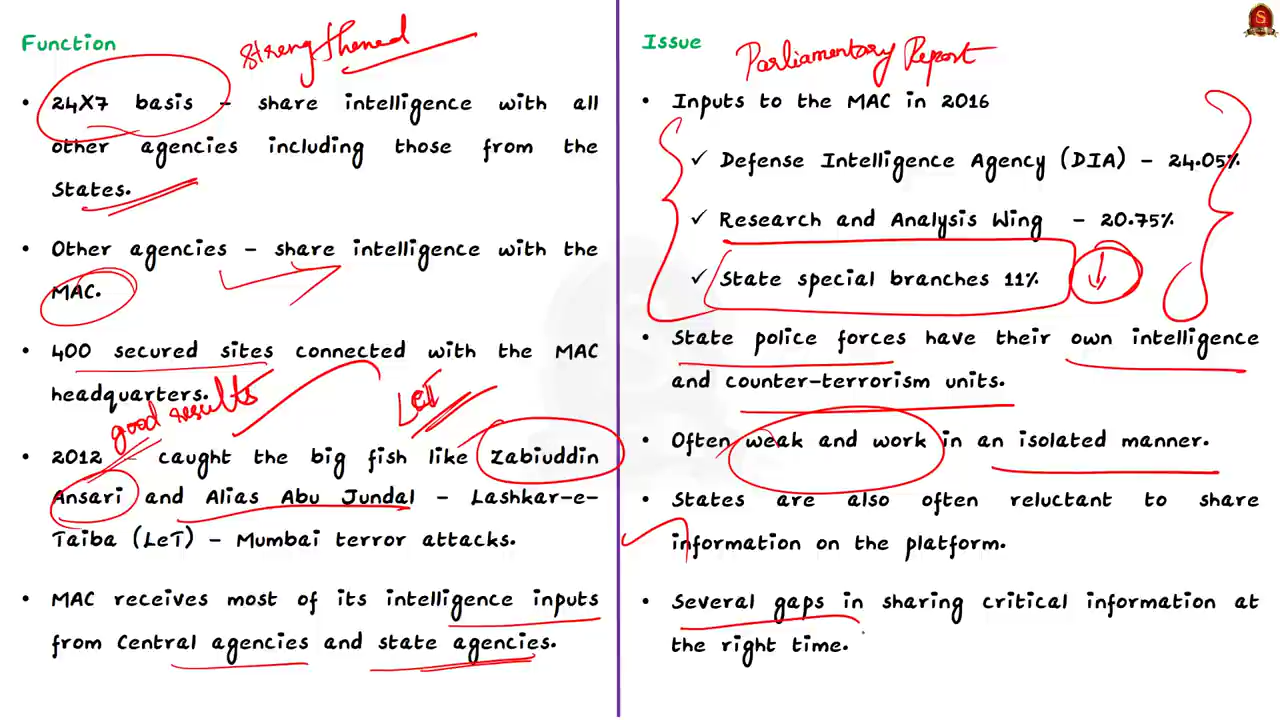 Function
strengthened
• 24X7 basis – share intelligence with all
other agencies including those from the
States.
• Other agencies – share intelligence with the
MAC.
• 400 secured sites connected with the MAC
headquarters.
good results
LeT
• 2012 – caught the big fish like Zabiuddin
Ansari and Alias Abu Jundal – Lashkar-e-
Taiba (LeT) – Mumbai terror attacks.
• MAC receives most of its intelligence inputs
from Central agencies and state agencies.
Issue
Parliamentary Report
• Inputs to the MAC in 2016
✓ Defense Intelligence Agency (DIA) – 24.05%
✓ Research and Analysis Wing – 20.75%
✓ State special branches 11%
• State police forces have their own intelligence
and counter-terrorism units.
• Often weak and work in an isolated manner.
• States are also often reluctant to share
information on the platform.
• Several gaps in sharing critical information at
the right time.